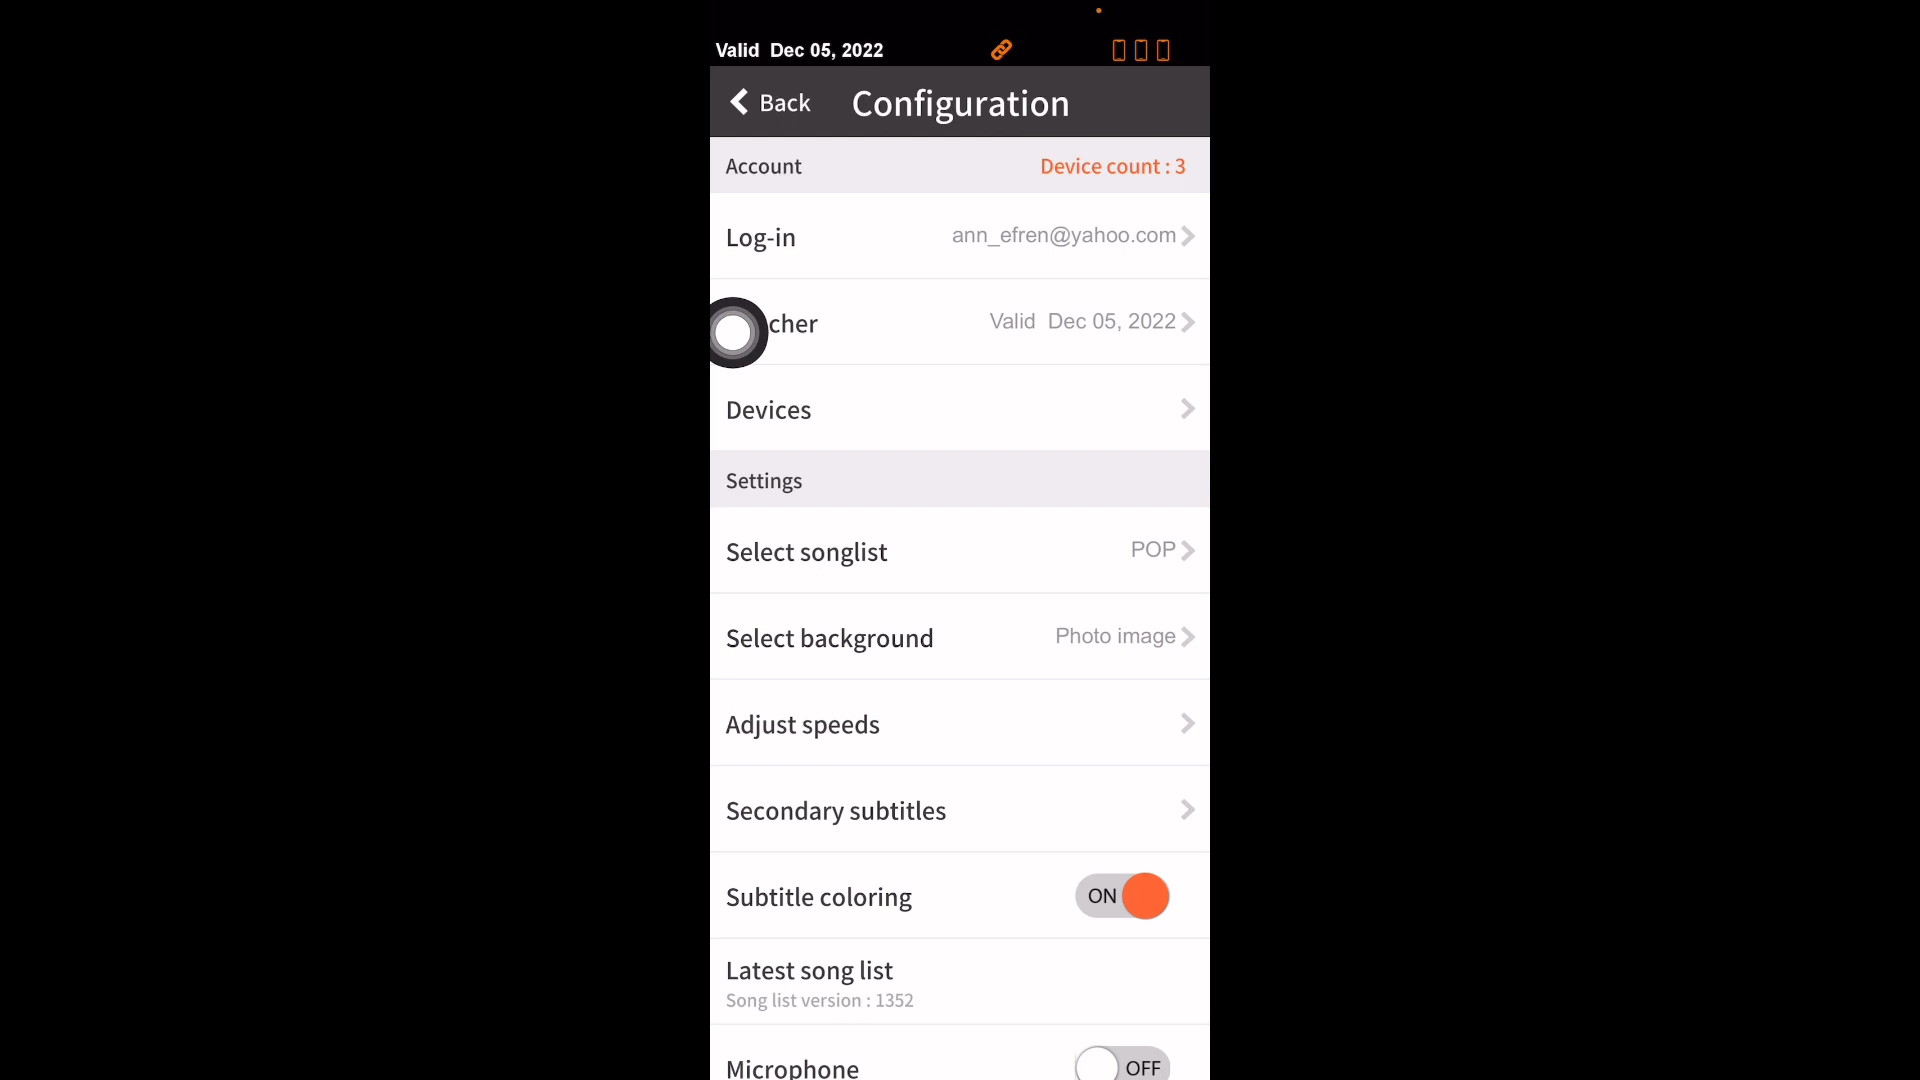 Valid Dec 05, 2022
Back Configuration
Account Device count : 3
Log-in ann_efren@yahoo.com
cher Valid Dec 05, 2022
Devices
Settings
Select songlist POP
Select background Photo image
Adjust speeds
Secondary subtitles
Subtitle coloring ON
Latest song list
Song list version : 1352
Microphone OFF